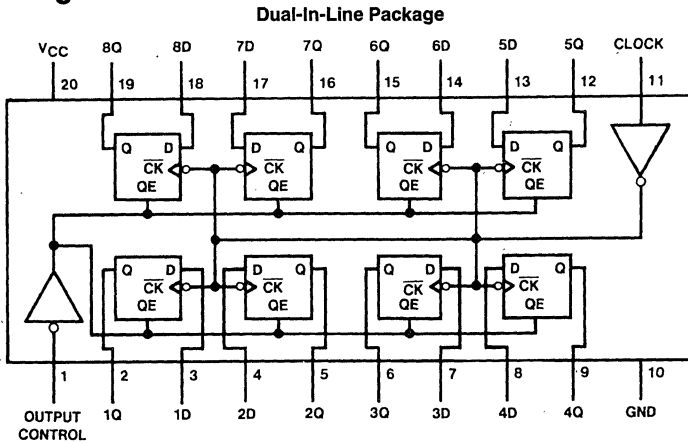 Dual-In-Line Package
VCC 8Q 8D 7D 7Q 6Q 6D 5D 5Q CLOCK
20 19 18 17 16 15 14 13 12 11
Q D D Q Q D D Q
CK CK CK CK
QE QE QE QE
Q D D Q Q D D Q
CK CK CK CK
QE QE QE QE
1 2 3 4 5 6 7 8 9 10
OUTPUT CONTROL 1Q 1D 2D 2Q 3Q 3D 4D 4Q GND